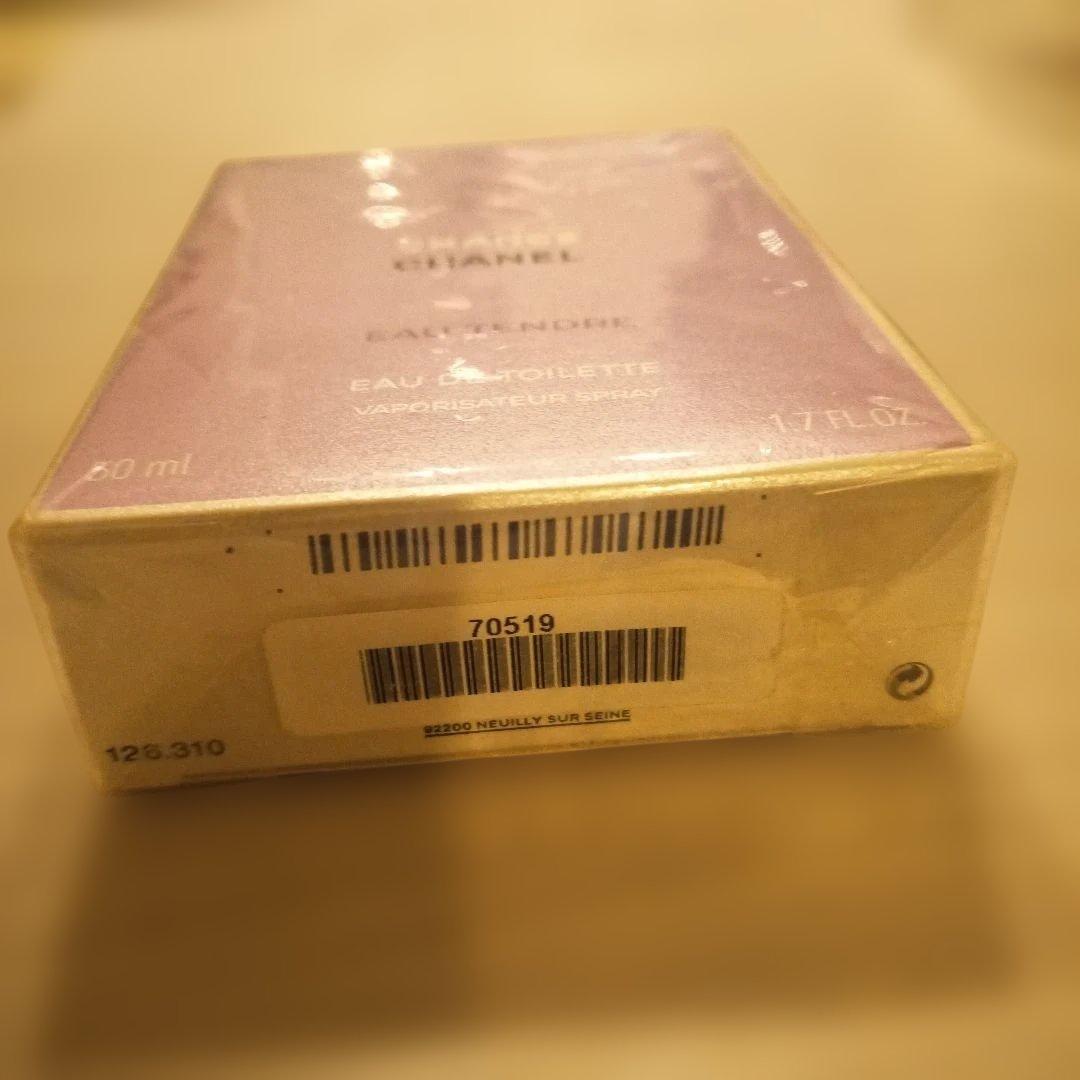 CHANCE
CHANEL
EAU TENDRE
EAU DE TOILETTE
VAPORISATEUR SPRAY
50 ml
1.7 FL.OZ.
70519
92200 NEUILLY SUR SEINE
126.310